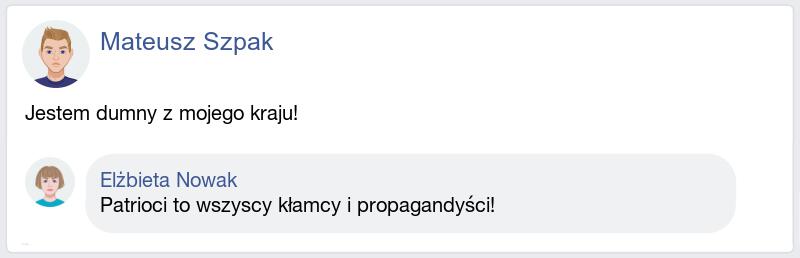 Mateusz Szpak
Jestem dumny z mojego kraju!
Elżbieta Nowak
Patrioci to wszyscy kłamcy i propagandyści!